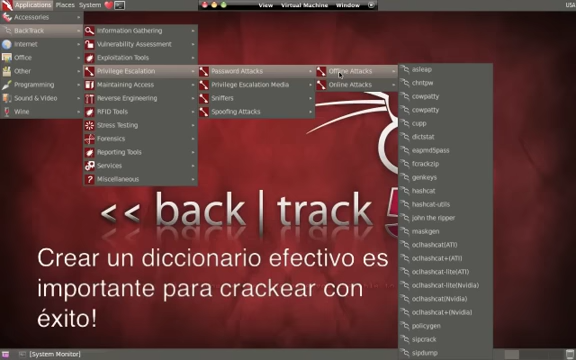 Applications Places System
View Virtual Machine Window
Accessories
BackTrack
Internet
Office
Other
Programming
Sound & Video
Wine
Information Gathering
Vulnerability Assessment
Exploitation Tools
Privilege Escalation
Maintaining Access
Reverse Engineering
RFID Tools
Stress Testing
Forensics
Reporting Tools
Services
Miscellaneous
Password Attacks
Privilege Escalation Media
Sniffers
Spoofing Attacks
Offline Attacks
Online Attacks
asleap
chntpw
cowpatty
cowpatty
cupp
dictstat
eapmd5pass
fcrackzip
genkeys
hashcat
hashcat-utils
john the ripper
maskgen
oclhashcat(ATI)
oclhashcat+(ATI)
oclhashcat-lite(ATI)
oclhashcat-lite(Nvidia)
oclhashcat(Nvidia)
oclhashcat+(Nvidia)
policygen
sipcrack
sipdump
<< back | track
Crear un diccionario efectivo es
importante para crackear con
éxito!
[System Monitor]